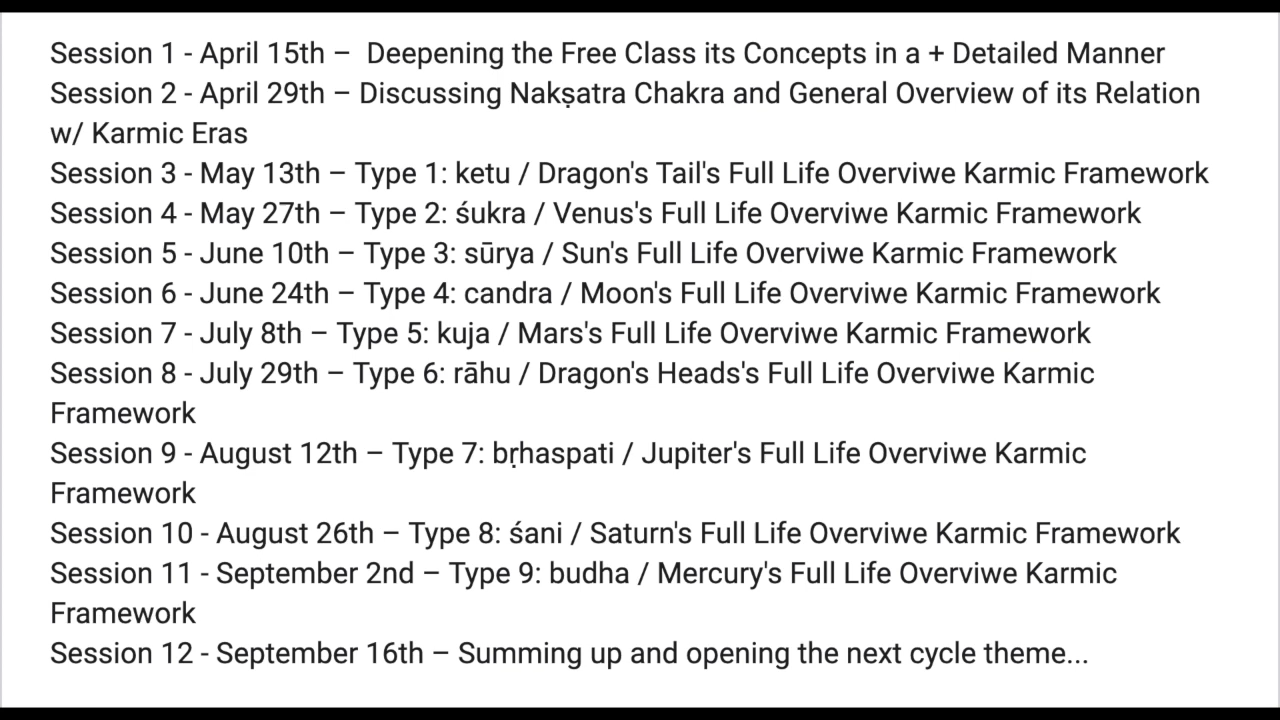 Session 1 - April 15th –  Deepening the Free Class its Concepts in a + Detailed Manner
Session 2 - April 29th – Discussing Nakṣatra Chakra and General Overview of its Relation
w/ Karmic Eras
Session 3 - May 13th – Type 1: ketu / Dragon's Tail's Full Life Overviwe Karmic Framework
Session 4 - May 27th – Type 2: śukra / Venus's Full Life Overviwe Karmic Framework
Session 5 - June 10th – Type 3: sūrya / Sun's Full Life Overviwe Karmic Framework
Session 6 - June 24th – Type 4: candra / Moon's Full Life Overviwe Karmic Framework
Session 7 - July 8th – Type 5: kuja / Mars's Full Life Overviwe Karmic Framework
Session 8 - July 29th – Type 6: rāhu / Dragon's Heads's Full Life Overviwe Karmic
Framework
Session 9 - August 12th – Type 7: bṛhaspati / Jupiter's Full Life Overviwe Karmic
Framework
Session 10 - August 26th – Type 8: śani / Saturn's Full Life Overviwe Karmic Framework
Session 11 - September 2nd – Type 9: budha / Mercury's Full Life Overviwe Karmic
Framework
Session 12 - September 16th – Summing up and opening the next cycle theme...